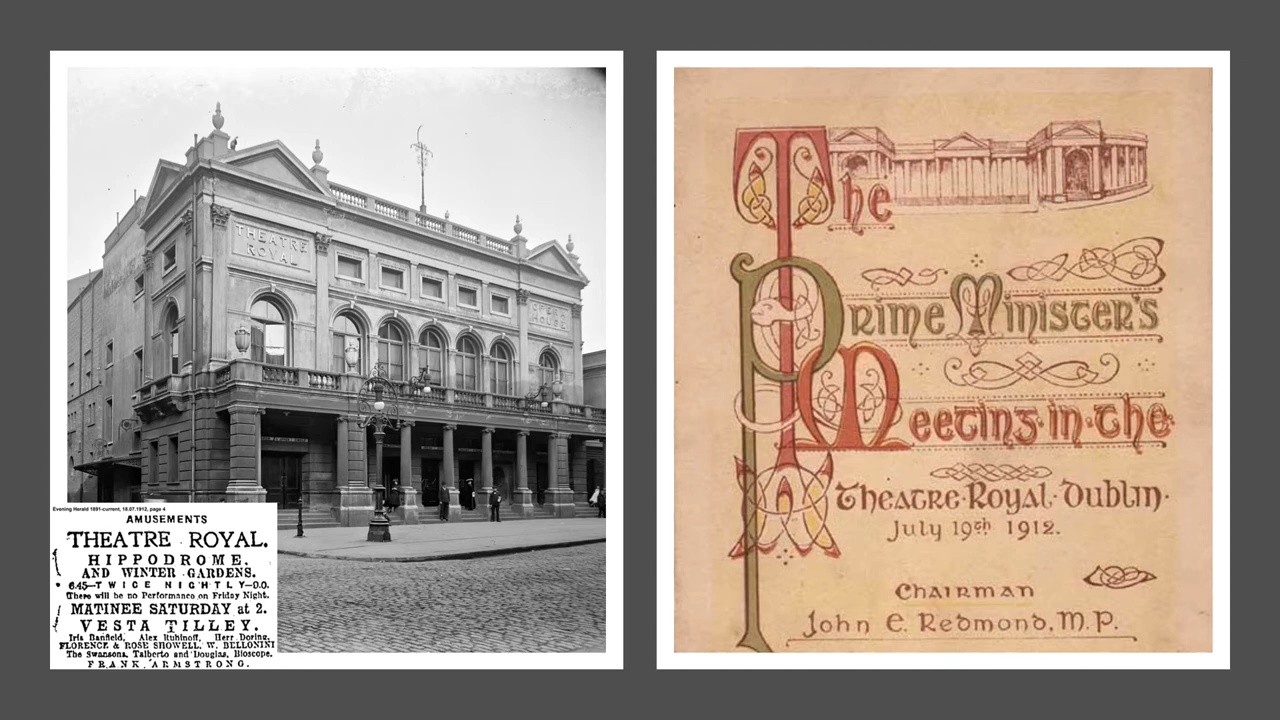 THEATRE
ROYAL
OPERA
HOUSE
Evening Herald 1891-current, 18.07.1912, page 4
AMUSEMENTS
THEATRE ROYAL.
HIPPODROME.
AND WINTER GARDENS.
6.45—TWICE NIGHTLY—9.0.
There will be no Performance on Friday Night.
MATINEE SATURDAY at 2.
VESTA TILLEY.
Iris Banfield, Alex Rubinoff, Herr Doring,
FLORENCE & ROSE SHOWELL, W. BELLONINI
The Swansons, Talberto and Douglas, Bioscope.
FRANK ARMSTRONG.
The
Prime Minister's
Meeting·in·the·
Theatre·Royal·Dublin·
July 19th 1912.
Chairman
John E. Redmond, M.P.